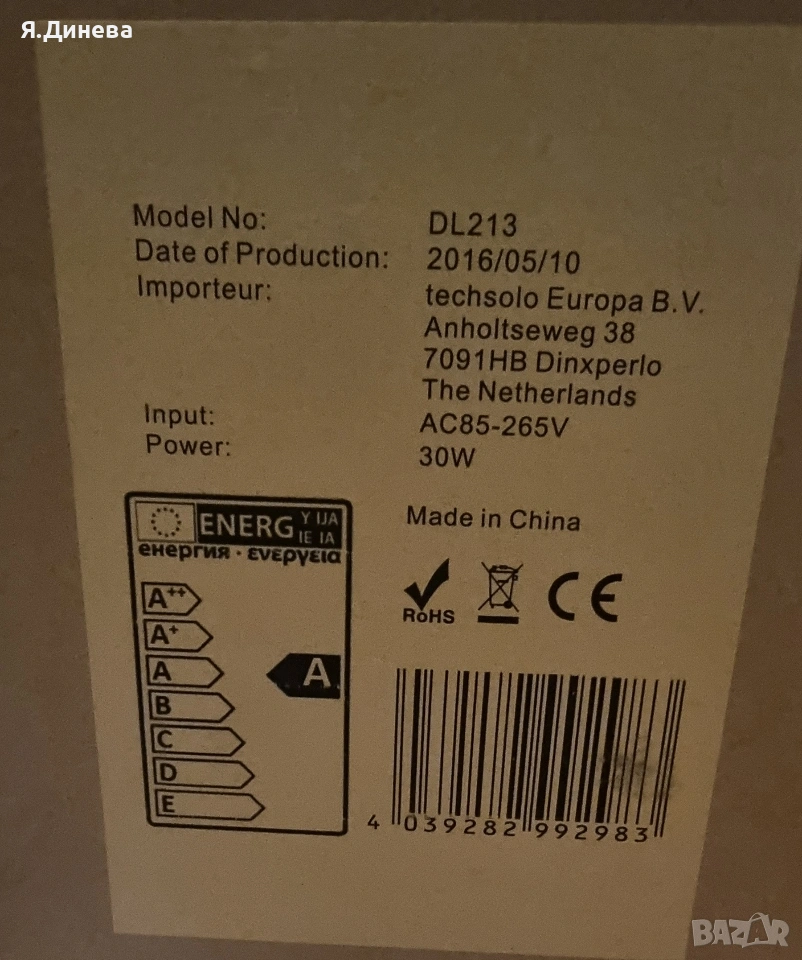 Я.Динева
Model No: DL213
Date of Production: 2016/05/10
Importeur: techsolo Europa B.V.
Anholtseweg 38
7091HB Dinxperlo
The Netherlands
Input: AC85-265V
Power: 30W
Made in China
ENERG Y IJA
IE IA
енергия · ενεργεια
A++
A+
A
B
C
D
E
A
RoHS
CE
4 039282 992983
BAZAR